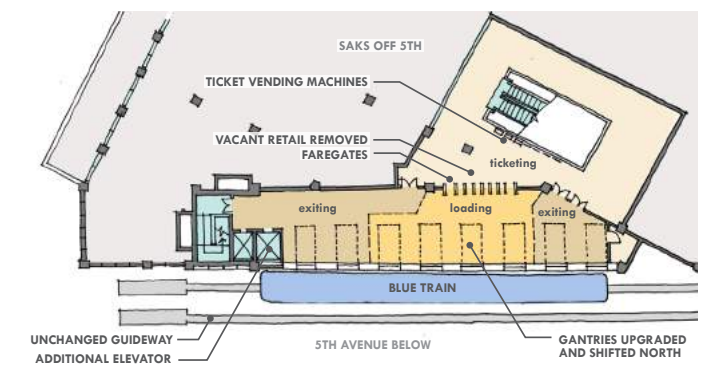 SAKS OFF 5TH
TICKET VENDING MACHINES
VACANT RETAIL REMOVED
FAREGATES
ticketing
exiting
loading
exiting
BLUE TRAIN
UNCHANGED GUIDEWAY
ADDITIONAL ELEVATOR
5TH AVENUE BELOW
GANTRIES UPGRADED
AND SHIFTED NORTH